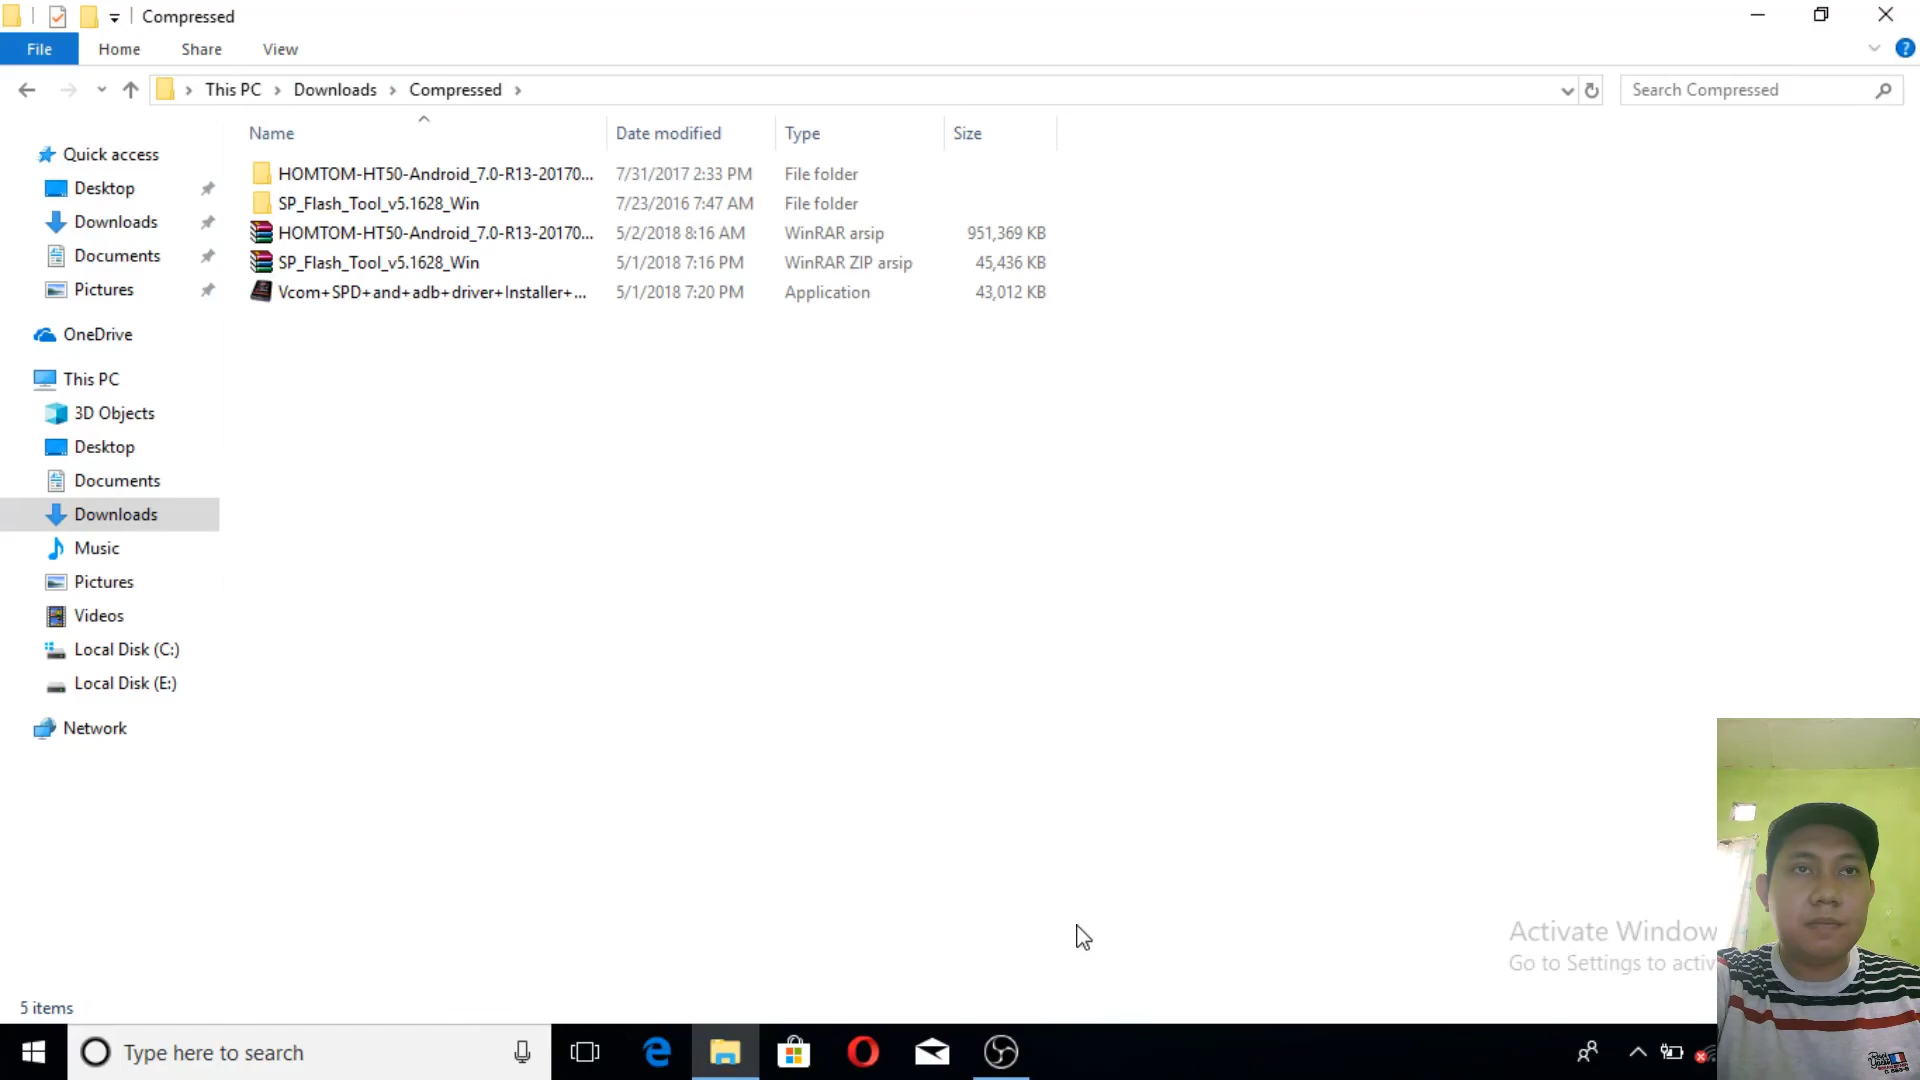 Compressed
File Home Share View
This PC Downloads Compressed
Search Compressed
Name Date modified Type Size
HOMTOM-HT50-Android_7.0-R13-20170... 7/31/2017 2:33 PM File folder
SP_Flash_Tool_v5.1628_Win 7/23/2016 7:47 AM File folder
HOMTOM-HT50-Android_7.0-R13-20170... 5/2/2018 8:16 AM WinRAR arsip 951,369 KB
SP_Flash_Tool_v5.1628_Win 5/1/2018 7:16 PM WinRAR ZIP arsip 45,436 KB
Vcom+SPD+and+adb+driver+Installer+... 5/1/2018 7:20 PM Application 43,012 KB
Quick access
Desktop
Downloads
Documents
Pictures
OneDrive
This PC
3D Objects
Desktop
Documents
Downloads
Music
Pictures
Videos
Local Disk (C:)
Local Disk (E:)
Network
Activate Window
Go to Settings to activ
5 items
Type here to search